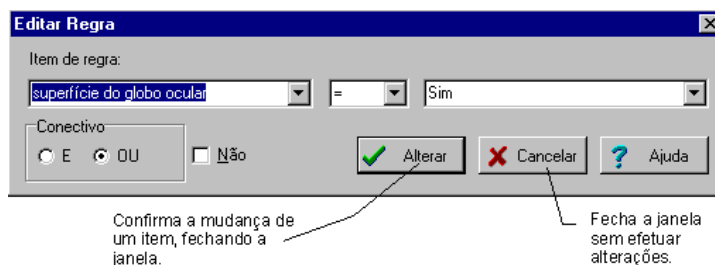 Editar Regra
Item de regra:
superfície do globo ocular = Sim
Conectivo
E OU Não Alterar Cancelar ? Ajuda
Confirma a mudança de
um item, fechando a
janela.
Fecha a janela
sem efetuar
alterações.